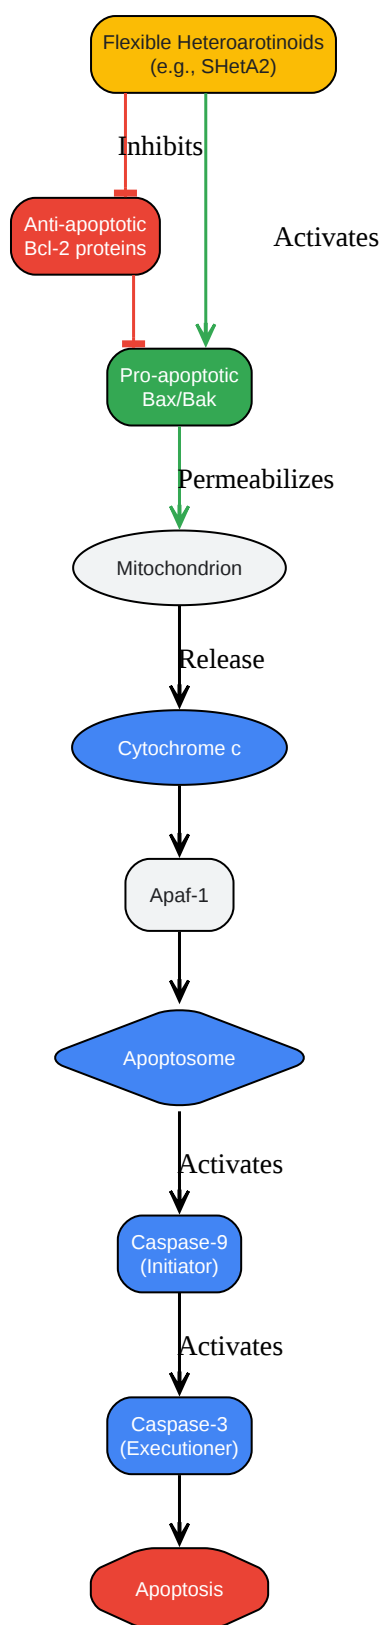 Flexible Heteroarotinoids
(e.g., SHetA2)
Inhibits
Anti-apoptotic
Bcl-2 proteins
Activates
Pro-apoptotic
Bax/Bak
Permeabilizes
Mitochondrion
Release
Cytochrome c
Apaf-1
Apoptosome
Activates
Caspase-9
(Initiator)
Activates
Caspase-3
(Executioner)
Apoptosis